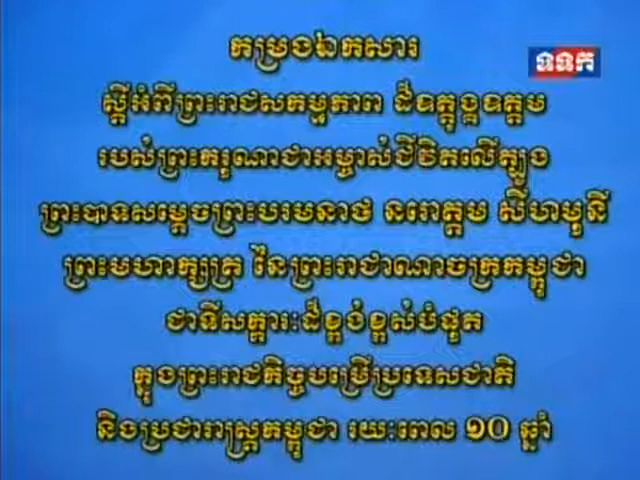 កម្រងឯកសារ
ទទក
ស្តីអំពីព្រះរាជសកម្មភាព ដ៏ឧត្តុង្គឧត្តម
របស់ព្រះករុណាជាអម្ចាស់ជីវិតលើត្បូង
ព្រះបាទសម្តេចព្រះបរមនាថ នរោត្តម សីហមុនី
ព្រះមហាក្សត្រ នៃព្រះរាជាណាចក្រកម្ពុជា
ជាទីសក្ការៈដ៏ខ្ពង់ខ្ពស់បំផុត
ក្នុងព្រះរាជកិច្ចបម្រើប្រទេសជាតិ
និងប្រជារាស្ត្រកម្ពុជា រយៈពេល ១០ ឆ្នាំ